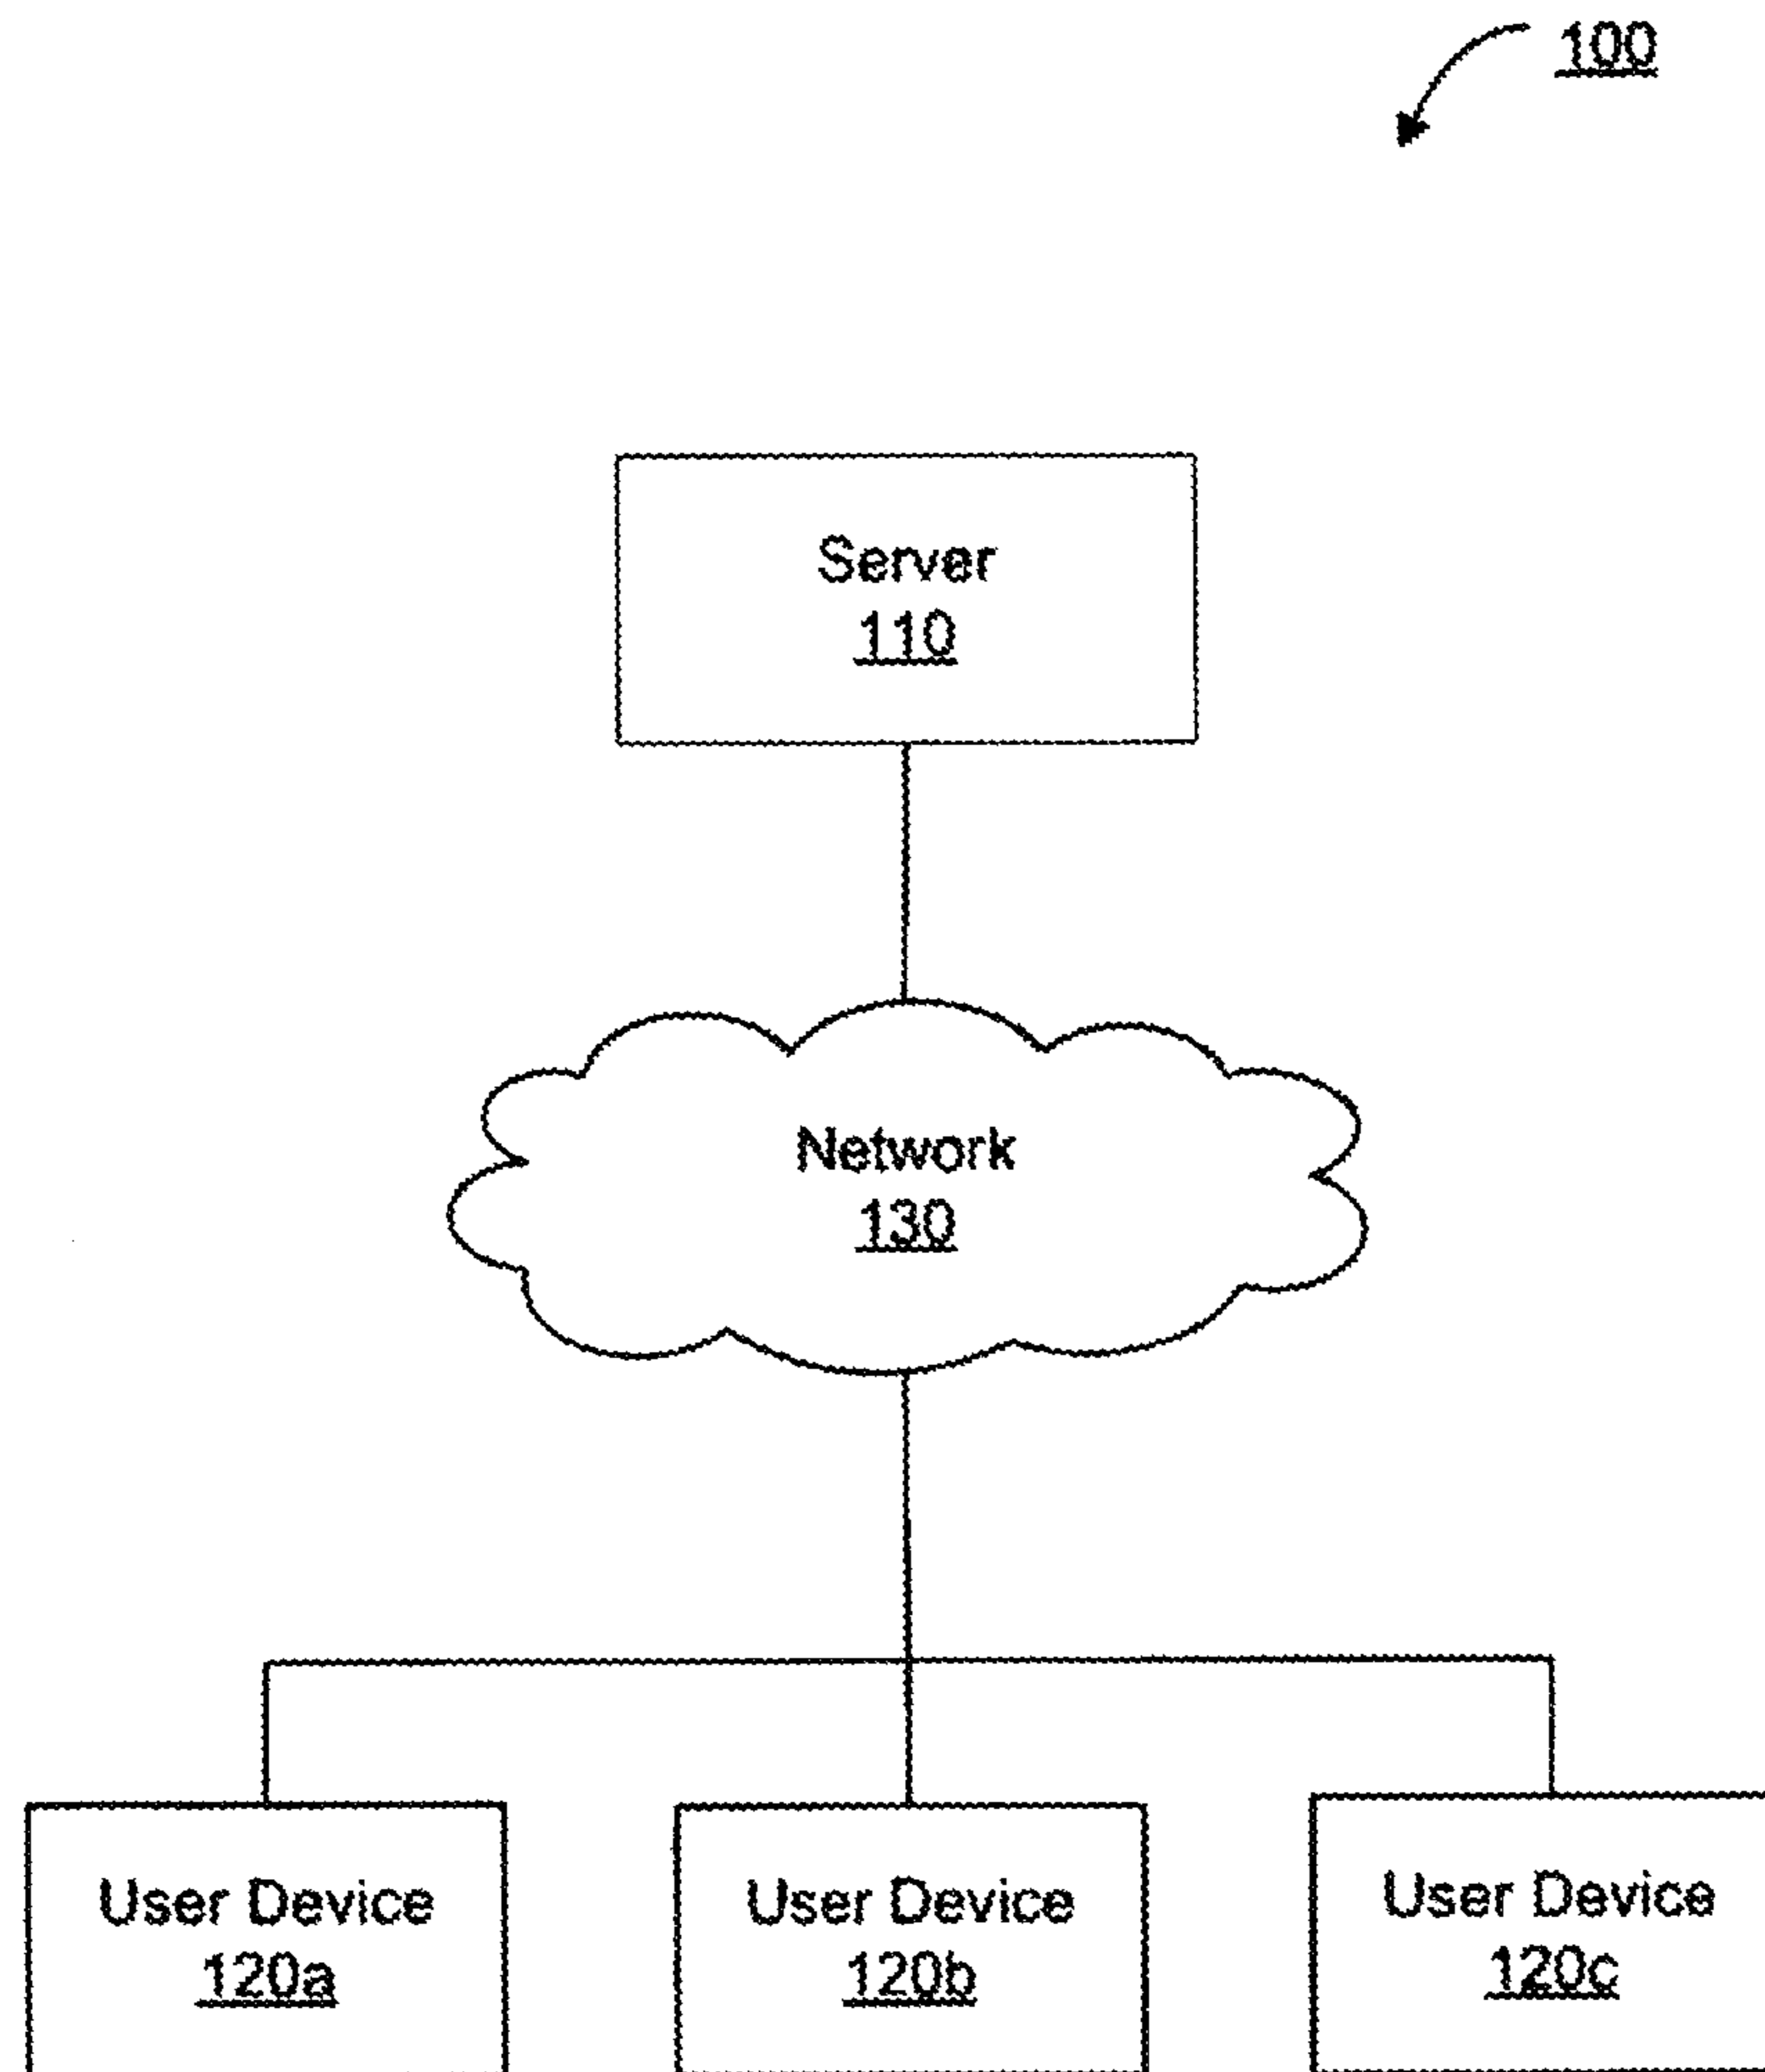 100
Server
110
Network
130
User Device
120a
User Device
120b
User Device
120c